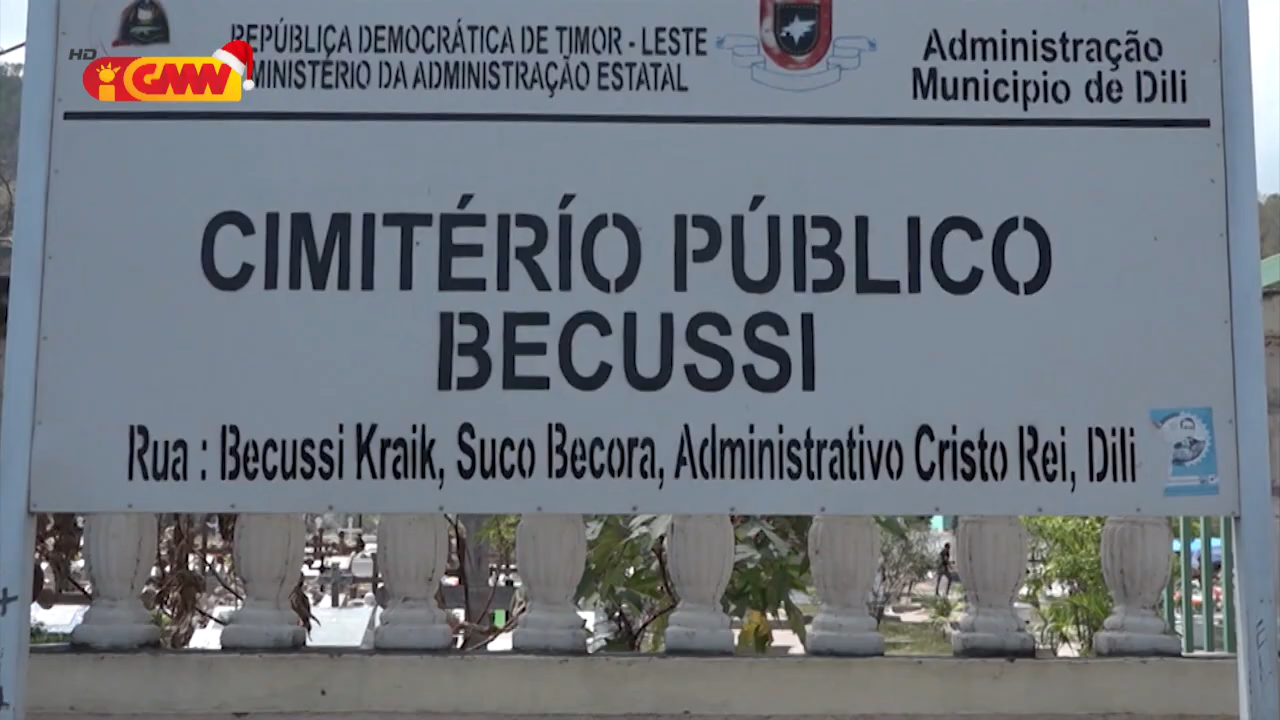 REPÚBLICA DEMOCRÁTICA DE TIMOR - LESTE
MINISTÉRIO DA ADMINISTRAÇÃO ESTATAL
Administração
Municipio de Dili
HD
GMN
CIMITÉRÍO PÚBLICO
BECUSSI
Rua : Becussi Kraik, Suco Becora, Administrativo Cristo Rei, Dili